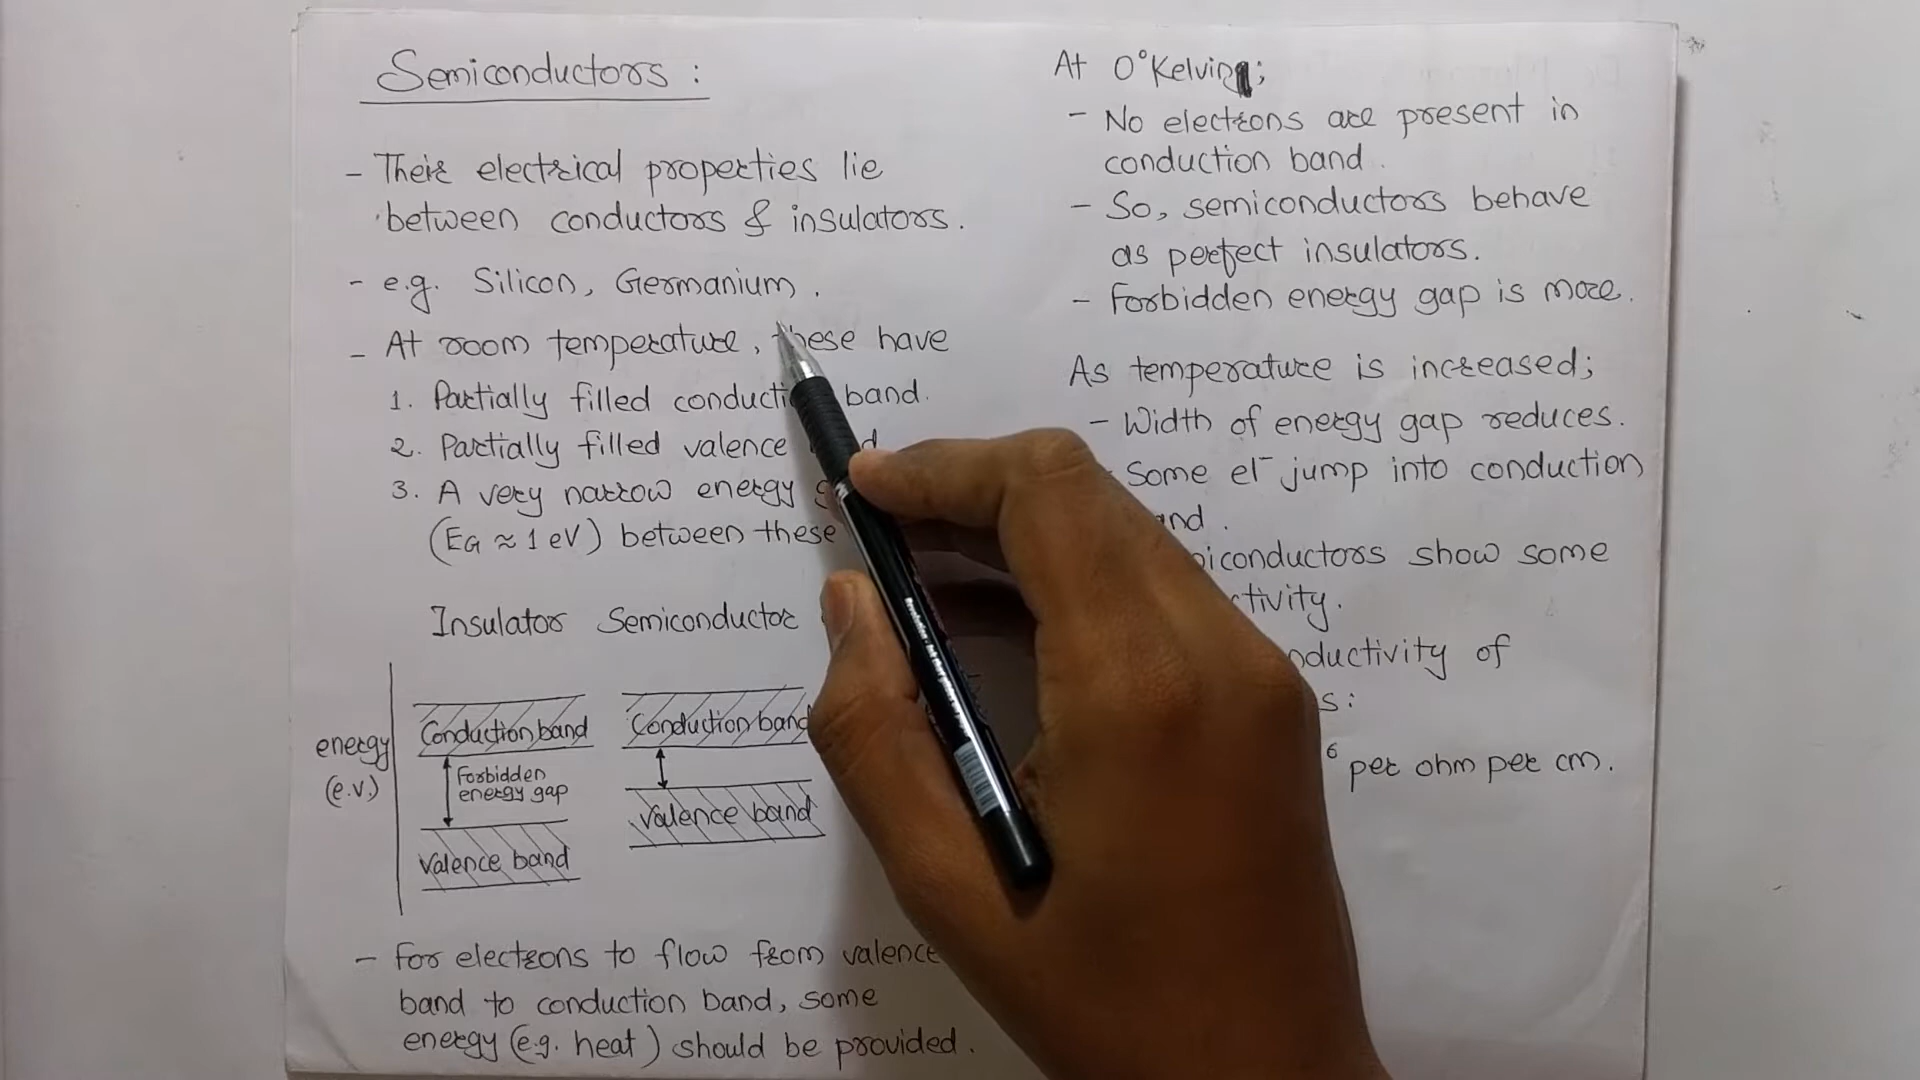 Semiconductors :
- Their electrical properties lie
between conductors & insulators.
- e.g. Silicon, Germanium.
- At room temperature, these have
1. Partially filled band.
2. Partially filled valence
3. A very narrow energy
(EG ≈ 1 eV) between these
Insulator Semiconductor
energy
(e.v.)
Conduction band
Forbidden
energy gap
Valence band
Conduction band
Valence band
- For electrons to flow from valence
band to conduction band, some
energy (e.g. heat) should be provided.
At 0°Kelvin;
- No electrons are present in
conduction band.
- So, semiconductors behave
as perfect insulators.
- Forbidden energy gap is more.
As temperature is increased;
- Width of energy gap reduces.
Some el⁻ jump into conduction
show some
of
6 per ohm per cm.